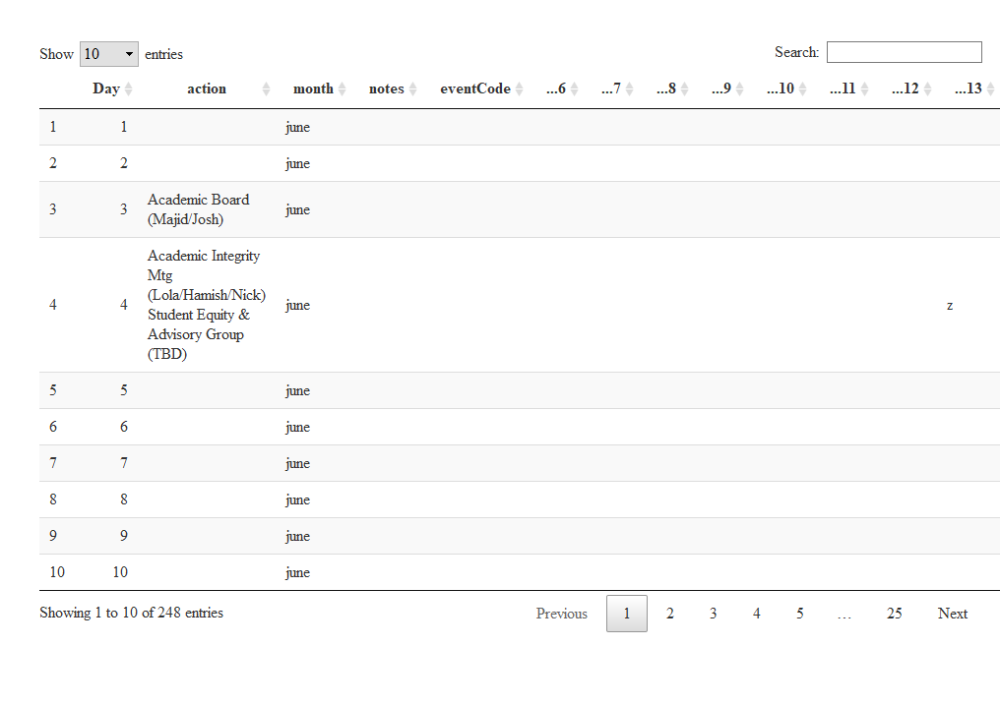 Show 10 entries Search:
Day action month notes eventCode ...6 ...7 ...8 ...9 ...10 ...11 ...12 ...13
1 1 june
2 2 june
3 3 Academic Board
(Majid/Josh) june
4 4 Academic Integrity
Mtg
(Lola/Hamish/Nick)
Student Equity &
Advisory Group
(TBD) june z
5 5 june
6 6 june
7 7 june
8 8 june
9 9 june
10 10 june
Showing 1 to 10 of 248 entries Previous 1 2 3 4 5 … 25 Next